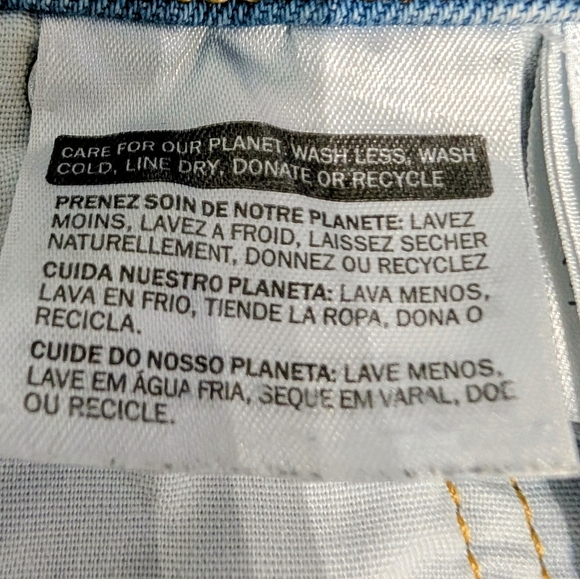 CARE FOR OUR PLANET: WASH LESS, WASH
COLD, LINE DRY, DONATE OR RECYCLE
PRENEZ SOIN DE NOTRE PLANETE: LAVEZ
MOINS, LAVEZ A FROID, LAISSEZ SECHER
NATURELLEMENT, DONNEZ OU RECYCLEZ
CUIDA NUESTRO PLANETA: LAVA MENOS,
LAVA EN FRIO, TIENDE LA ROPA, DONA O
RECICLA.
CUIDE DO NOSSO PLANETA: LAVE MENOS,
LAVE EM ÁGUA FRIA, SEQUE EM VARAL, DOE
OU RECICLE.